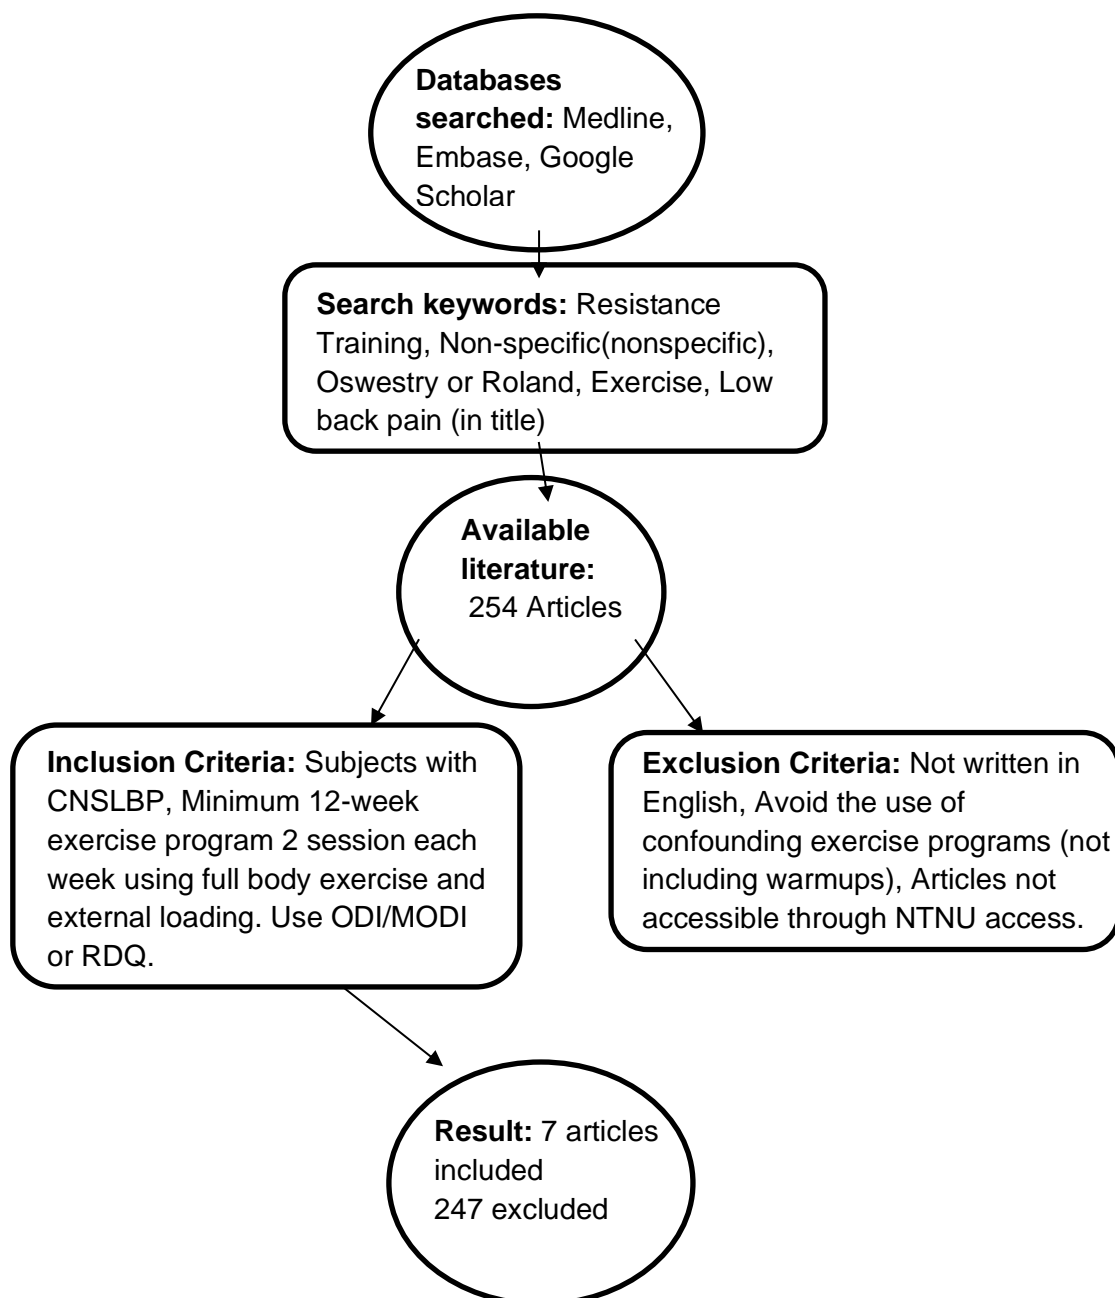 Databases
searched: Medline,
Embase, Google
Scholar
Search keywords: Resistance
Training, Non-specific(nonspecific),
Oswestry or Roland, Exercise, Low
back pain (in title)
Available
literature:
254 Articles
Inclusion Criteria: Subjects with
CNSLBP, Minimum 12-week
exercise program 2 session each
week using full body exercise and
external loading. Use ODI/MODI
or RDQ.
Exclusion Criteria: Not written in
English, Avoid the use of
confounding exercise programs (not
including warmups), Articles not
accessible through NTNU access.
Result: 7 articles
included
247 excluded